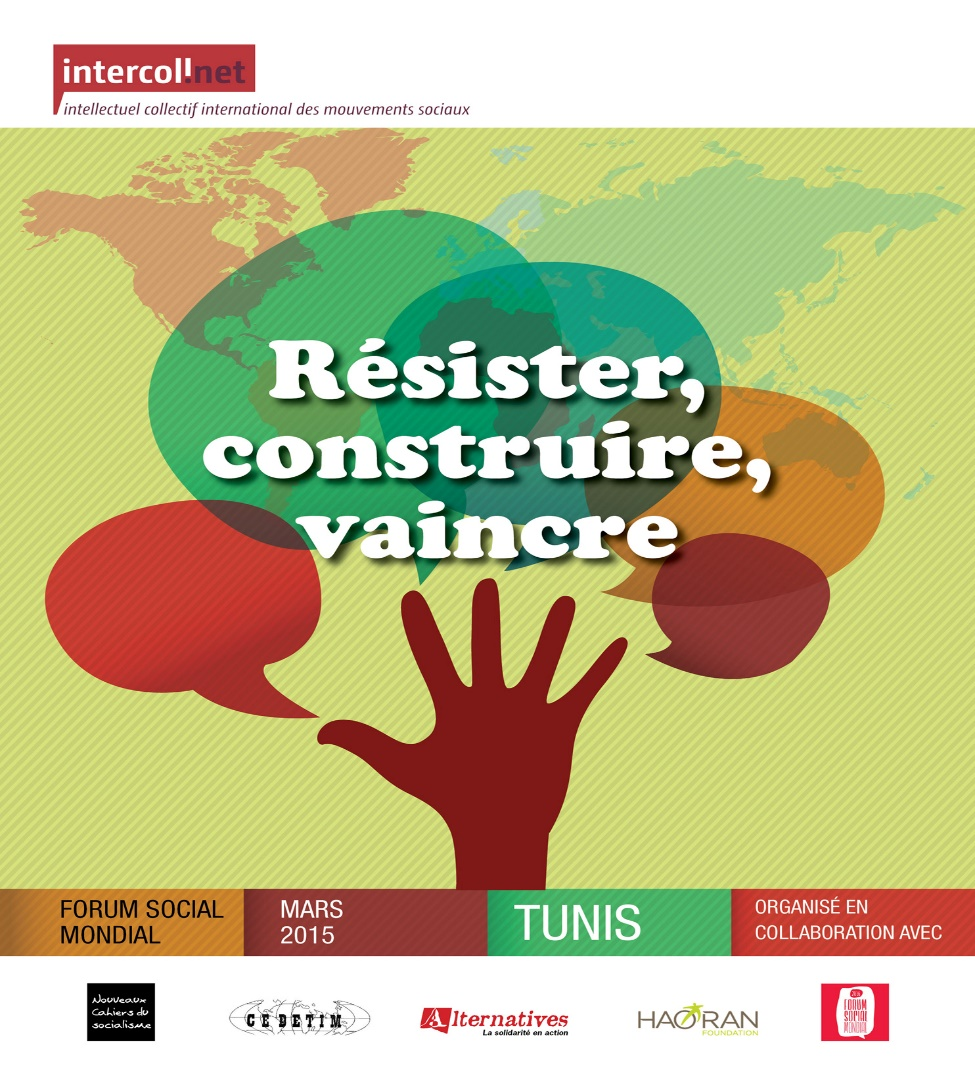 intercoll.net
intellectuel collectif international des mouvements sociaux
Résister,
construire,
vaincre
FORUM SOCIAL
MONDIAL
MARS
2015
TUNIS
ORGANISÉ EN
COLLABORATION AVEC
Nouveaux
Cahiers du
socialisme
CEDETIM
Alternatives
La solidarité en action
HAORAN
FOUNDATION
FORUM
SOCIAL
MONDIAL